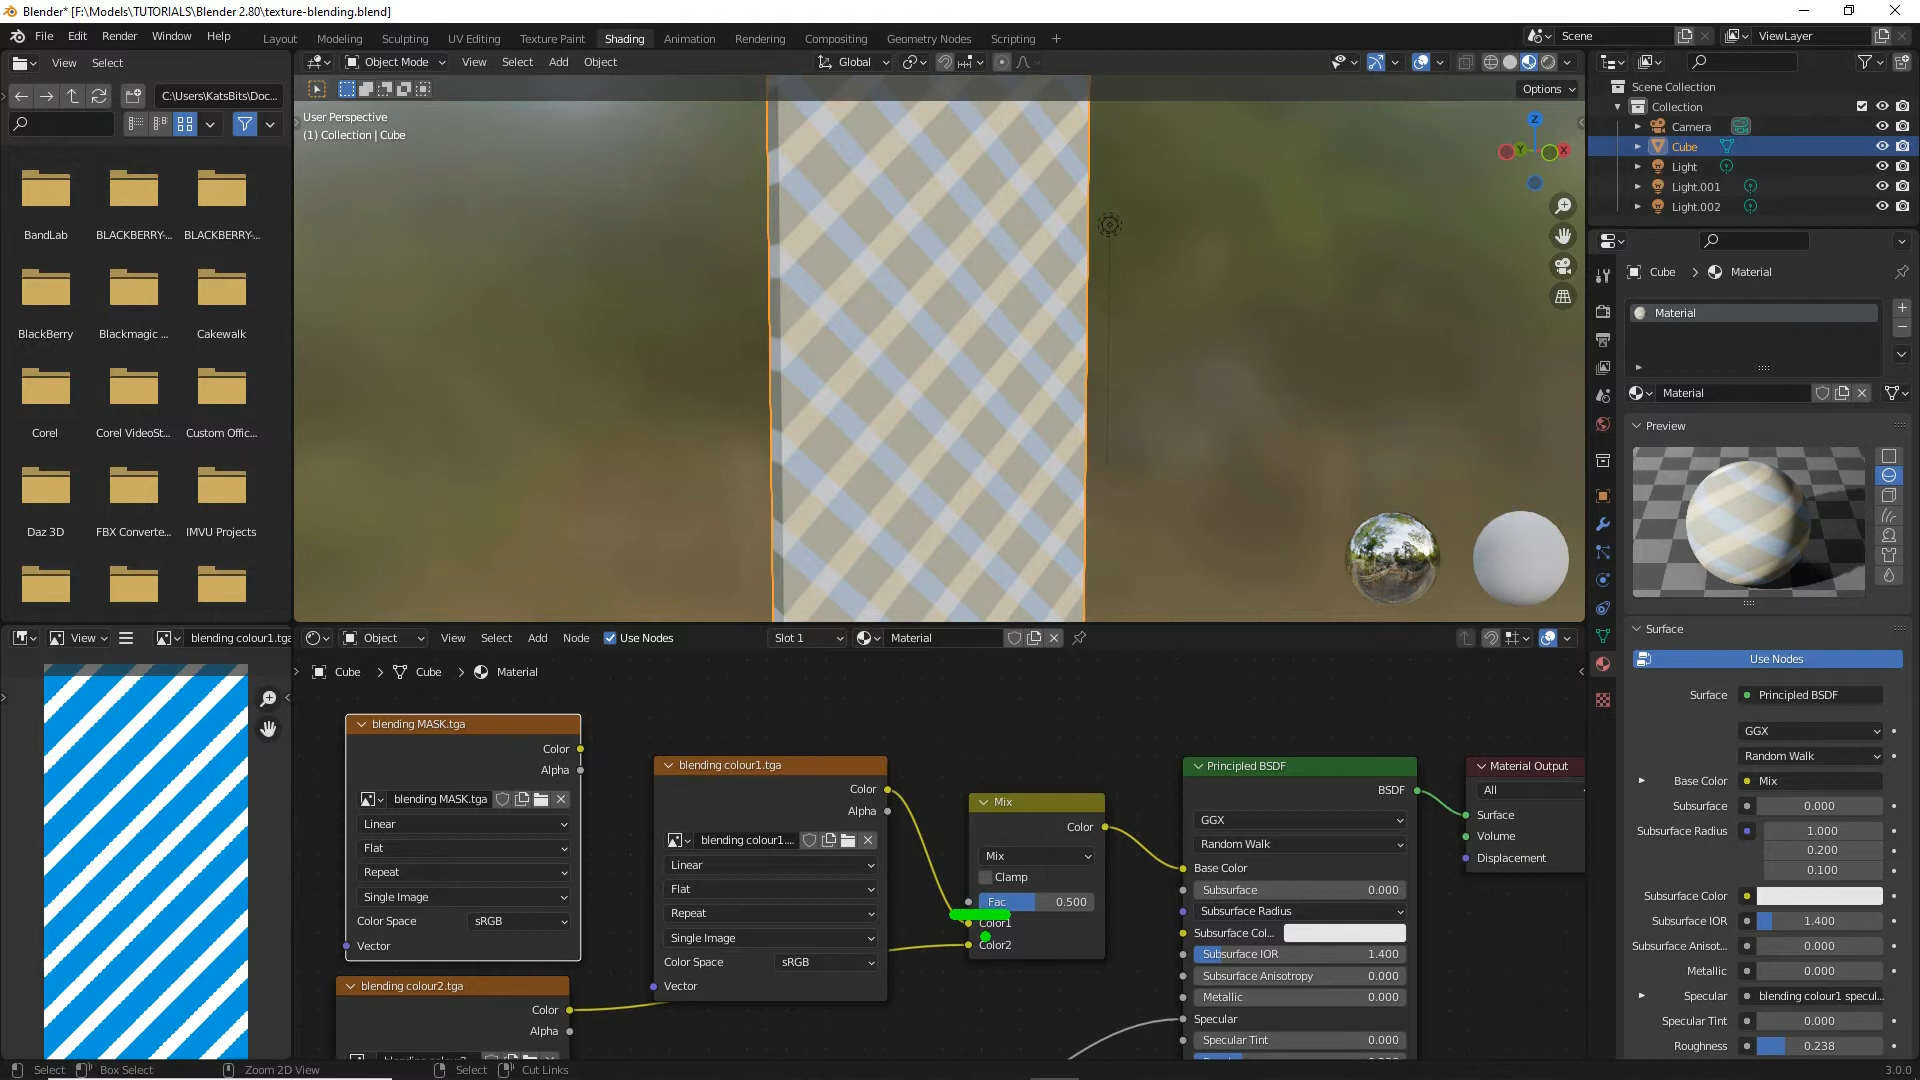 Blender* [F:\Models\TUTORIALS\Blender 2.80\texture-blending.blend]
File Edit Render Window Help
Layout Modeling Sculpting UV Editing Texture Paint Shading Animation Rendering Compositing Geometry Nodes Scripting +
Scene
ViewLayer
View Select
C:\Users\KatsBits\Doc...
BandLab BLACKBERRY-... BLACKBERRY-...
BlackBerry Blackmagic ... Cakewalk
Corel Corel VideoSt... Custom Offic...
Daz 3D FBX Converte... IMVU Projects
Object Mode View Select Add Object
Global
Options
User Perspective
(1) Collection | Cube
Z
Y
X
Scene Collection
Collection
Camera
Cube
Light
Light.001
Light.002
Cube > Material
Material
Material
Preview
Surface
Use Nodes
Surface Principled BSDF
GGX
Random Walk
Base Color Mix
Subsurface 0.000
Subsurface Radius 1.000
0.200
0.100
Subsurface Color
Subsurface IOR 1.400
Subsurface Anisot... 0.000
Metallic 0.000
Specular blending colour1 specul...
Specular Tint 0.000
Roughness 0.238
View blending colour1.tga
Object View Select Add Node Use Nodes Slot 1 Material
Cube > Cube > Material
blending MASK.tga
Color
Alpha
blending MASK.tga
Linear
Flat
Repeat
Single Image
Color Space sRGB
Vector
blending colour2.tga
Color
Alpha
blending colour1.tga
Color
Alpha
blending colour1....
Linear
Flat
Repeat
Single Image
Color Space sRGB
Vector
Mix
Color
Mix
Clamp
Fac 0.500
Color1
Color2
Principled BSDF
BSDF
GGX
Random Walk
Base Color
Subsurface 0.000
Subsurface Radius
Subsurface Col...
Subsurface IOR 1.400
Subsurface Anisotropy 0.000
Metallic 0.000
Specular
Specular Tint 0.000
Material Output
All
Surface
Volume
Displacement
Select Box Select Zoom 2D View Select Cut Links
3.0.0